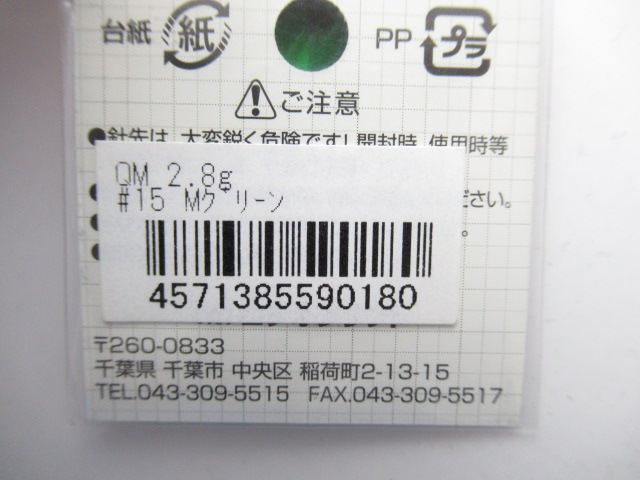 台紙 紙 PP プラ
ご注意
●針先は、大変鋭く危険です!開封時、使用時等
QM 2.8g
#15 Mグリーン
ださい。
4571385590180
〒260-0833
千葉県 千葉市 中央区 稲荷町2-13-15
TEL.043-309-5515 FAX.043-309-5517